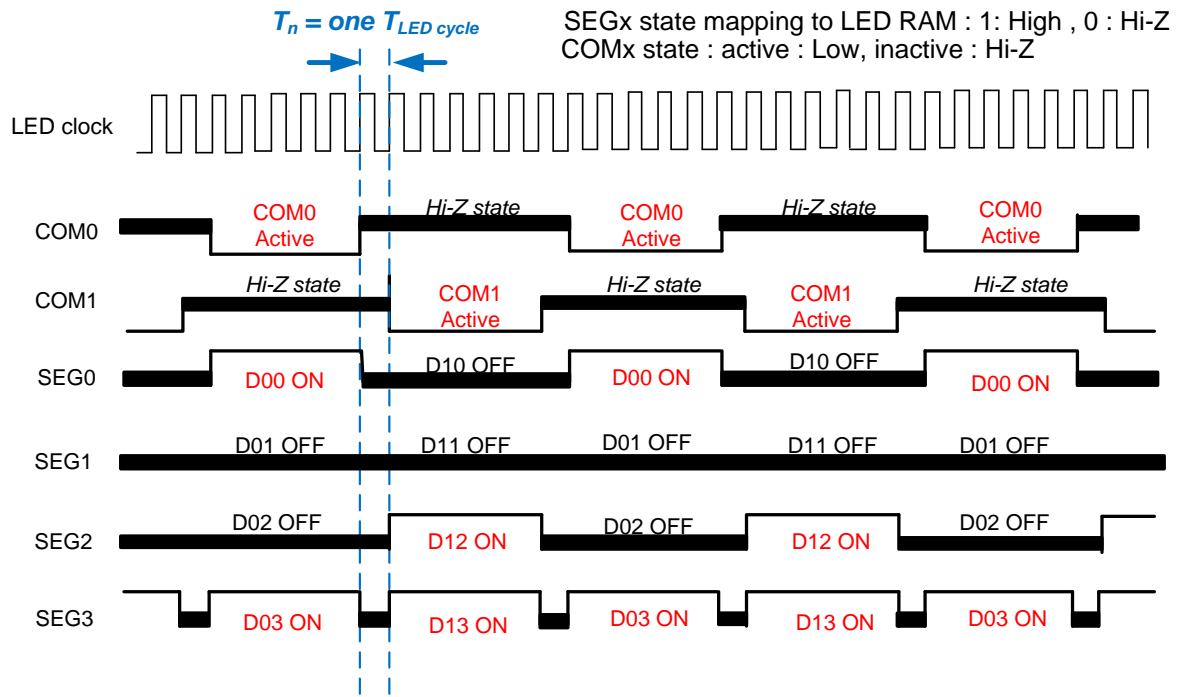 Tn = one TLED cycle
SEGx state mapping to LED RAM : 1: High , 0 : Hi-Z
COMx state : active : Low, inactive : Hi-Z
LED clock
COM0
COM0 Active
Hi-Z state
COM0 Active
Hi-Z state
COM0 Active
COM1
Hi-Z state
COM1 Active
Hi-Z state
COM1 Active
Hi-Z state
SEG0
D00 ON
D10 OFF
D00 ON
D10 OFF
D00 ON
SEG1
D01 OFF
D11 OFF
D01 OFF
D11 OFF
D01 OFF
SEG2
D02 OFF
D12 ON
D02 OFF
D12 ON
D02 OFF
SEG3
D03 ON
D13 ON
D03 ON
D13 ON
D03 ON